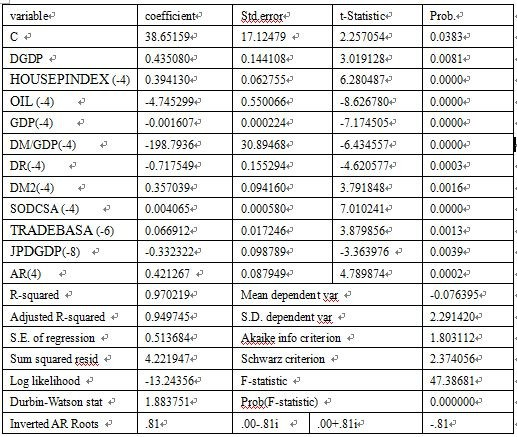 variable coefficient Std.error t-Statistic Prob.
C 38.65159 17.12479 2.257054 0.0383
DGDP 0.435080 0.144108 3.019128 0.0081
HOUSEPINDEX (-4) 0.394130 0.062755 6.280487 0.0000
OIL (-4) -4.745299 0.550066 -8.626780 0.0000
GDP(-4) -0.001607 0.000224 -7.174505 0.0000
DM/GDP(-4) -198.7936 30.89468 -6.434557 0.0000
DR(-4) -0.717549 0.155294 -4.620577 0.0003
DM2(-4) 0.357039 0.094160 3.791848 0.0016
SODCSA (-4) 0.004065 0.000580 7.010241 0.0000
TRADEBASA (-6) 0.066912 0.017246 3.879856 0.0013
JPDGDP(-8) -0.332322 0.098789 -3.363976 0.0039
AR(4) 0.421267 0.087949 4.789874 0.0002
R-squared 0.970219 Mean dependent var -0.076395
Adjusted R-squared 0.949745 S.D. dependent var 2.291420
S.E. of regression 0.513684 Akaike info criterion 1.803112
Sum squared resid 4.221947 Schwarz criterion 2.374056
Log likelihood -13.24356 F-statistic 47.38681
Durbin-Watson stat 1.883751 Prob(F-statistic) 0.000000
Inverted AR Roots .81 .00-.81i .00+.81i -.81